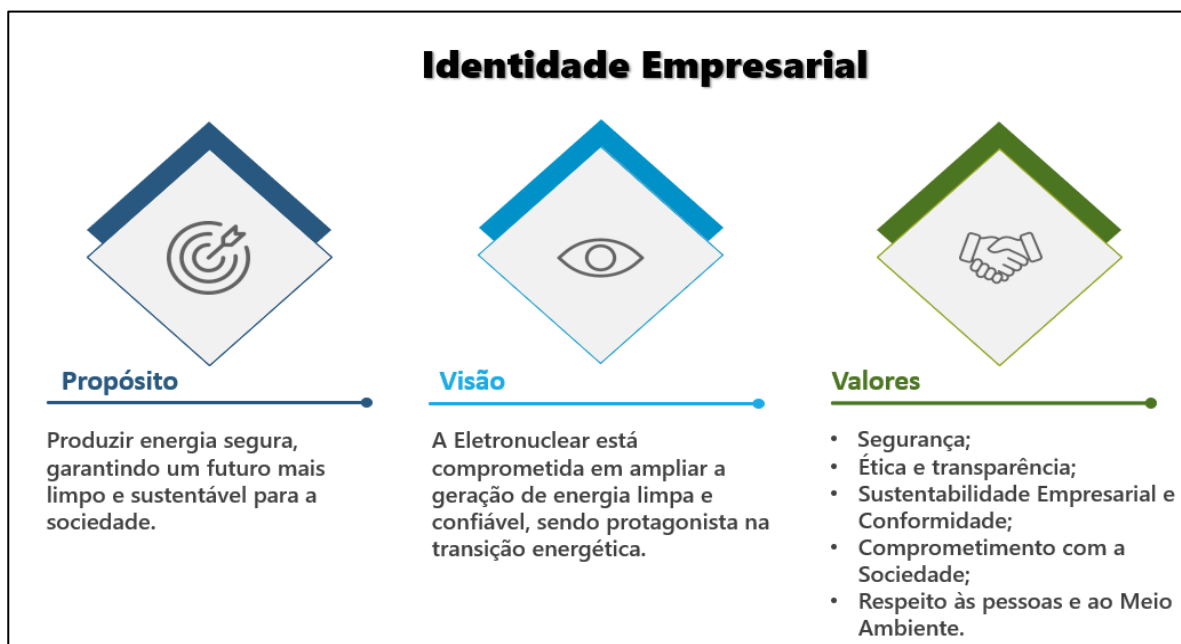 Identidade Empresarial
Propósito
Produzir energia segura,
garantindo um futuro mais
limpo e sustentável para a
sociedade.
Visão
A Eletronuclear está
comprometida em ampliar a
geração de energia limpa e
confiável, sendo protagonista na
transição energética.
Valores
• Segurança;
• Ética e transparência;
• Sustentabilidade Empresarial e
Conformidade;
• Comprometimento com a
Sociedade;
• Respeito às pessoas e ao Meio
Ambiente.